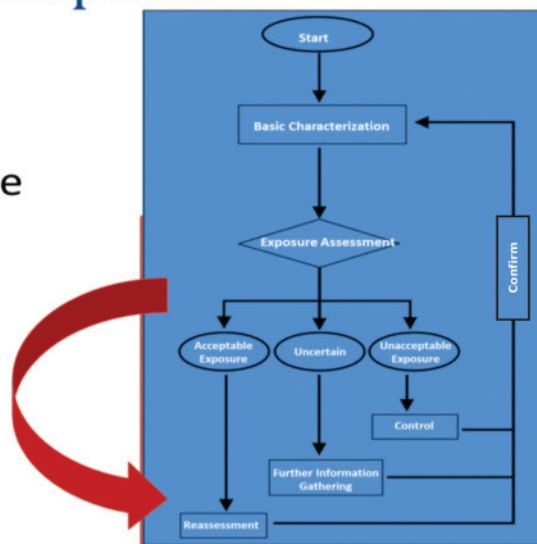 Start
Basic Characterization
e
Exposure Assessment
Confirm
Acceptable
Exposure
Uncertain
Unacceptable
Exposure
Control
Further Information
Gathering
Reassessment